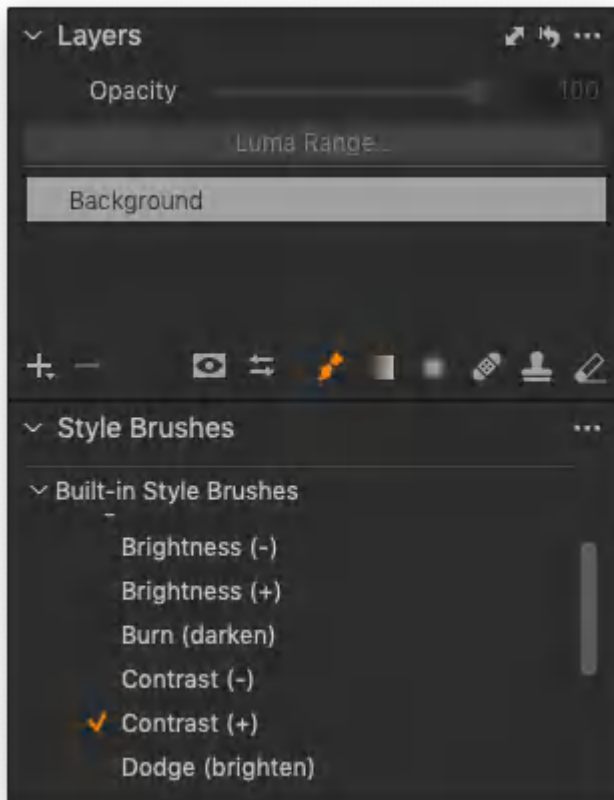 Layers
Opacity 100
Luma Range...
Background
Style Brushes
Built-in Style Brushes
Brightness (-)
Brightness (+)
Burn (darken)
Contrast (-)
Contrast (+)
Dodge (brighten)